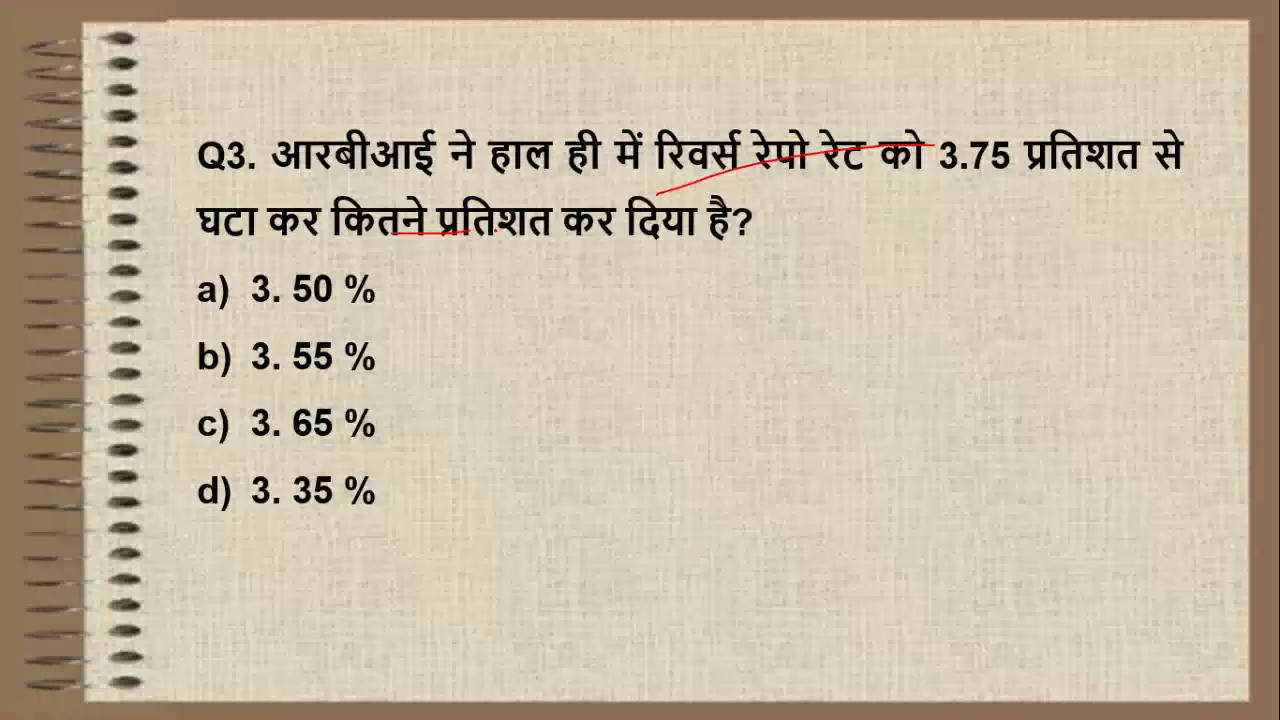 Q3. आरबीआई ने हाल ही में रिवर्स रेपो रेट को 3.75 प्रतिशत से
घटा कर कितने प्रतिशत कर दिया है?
a) 3. 50 %
b) 3. 55 %
c) 3. 65 %
d) 3. 35 %